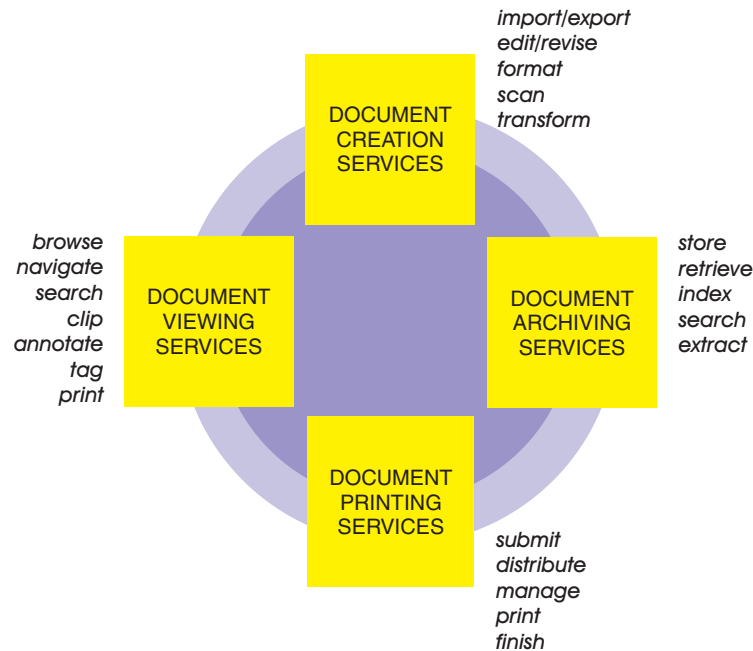 import/export
edit/revise
format
scan
transform
DOCUMENT
CREATION
SERVICES
browse
navigate
search
clip
annotate
tag
print
DOCUMENT
VIEWING
SERVICES
DOCUMENT
ARCHIVING
SERVICES
store
retrieve
index
search
extract
DOCUMENT
PRINTING
SERVICES
submit
distribute
manage
print
finish